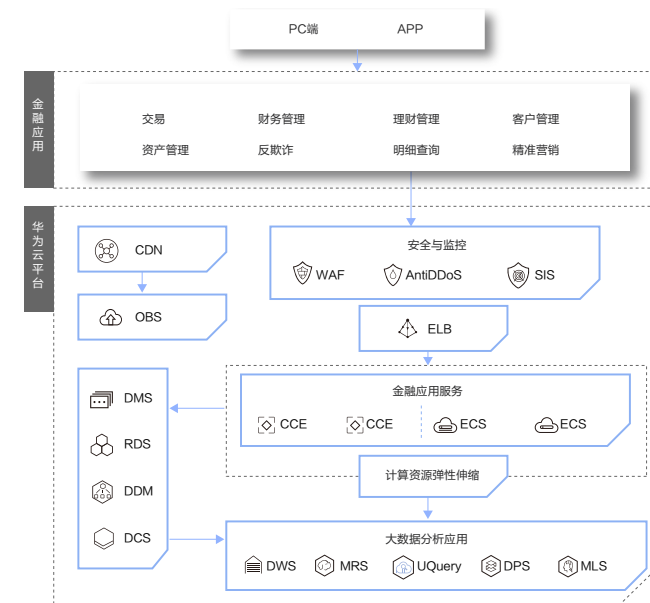 PC端 APP
金融应用
交易 财务管理 理财管理 客户管理
资产管理 反欺诈 明细查询 精准营销
华为云平台
CDN
OBS
安全与监控
WAF AntiDDoS SIS
ELB
DMS
RDS
DDM
DCS
金融应用服务
CCE CCE ECS ECS
计算资源弹性伸缩
大数据分析应用
DWS MRS UQuery DPS MLS